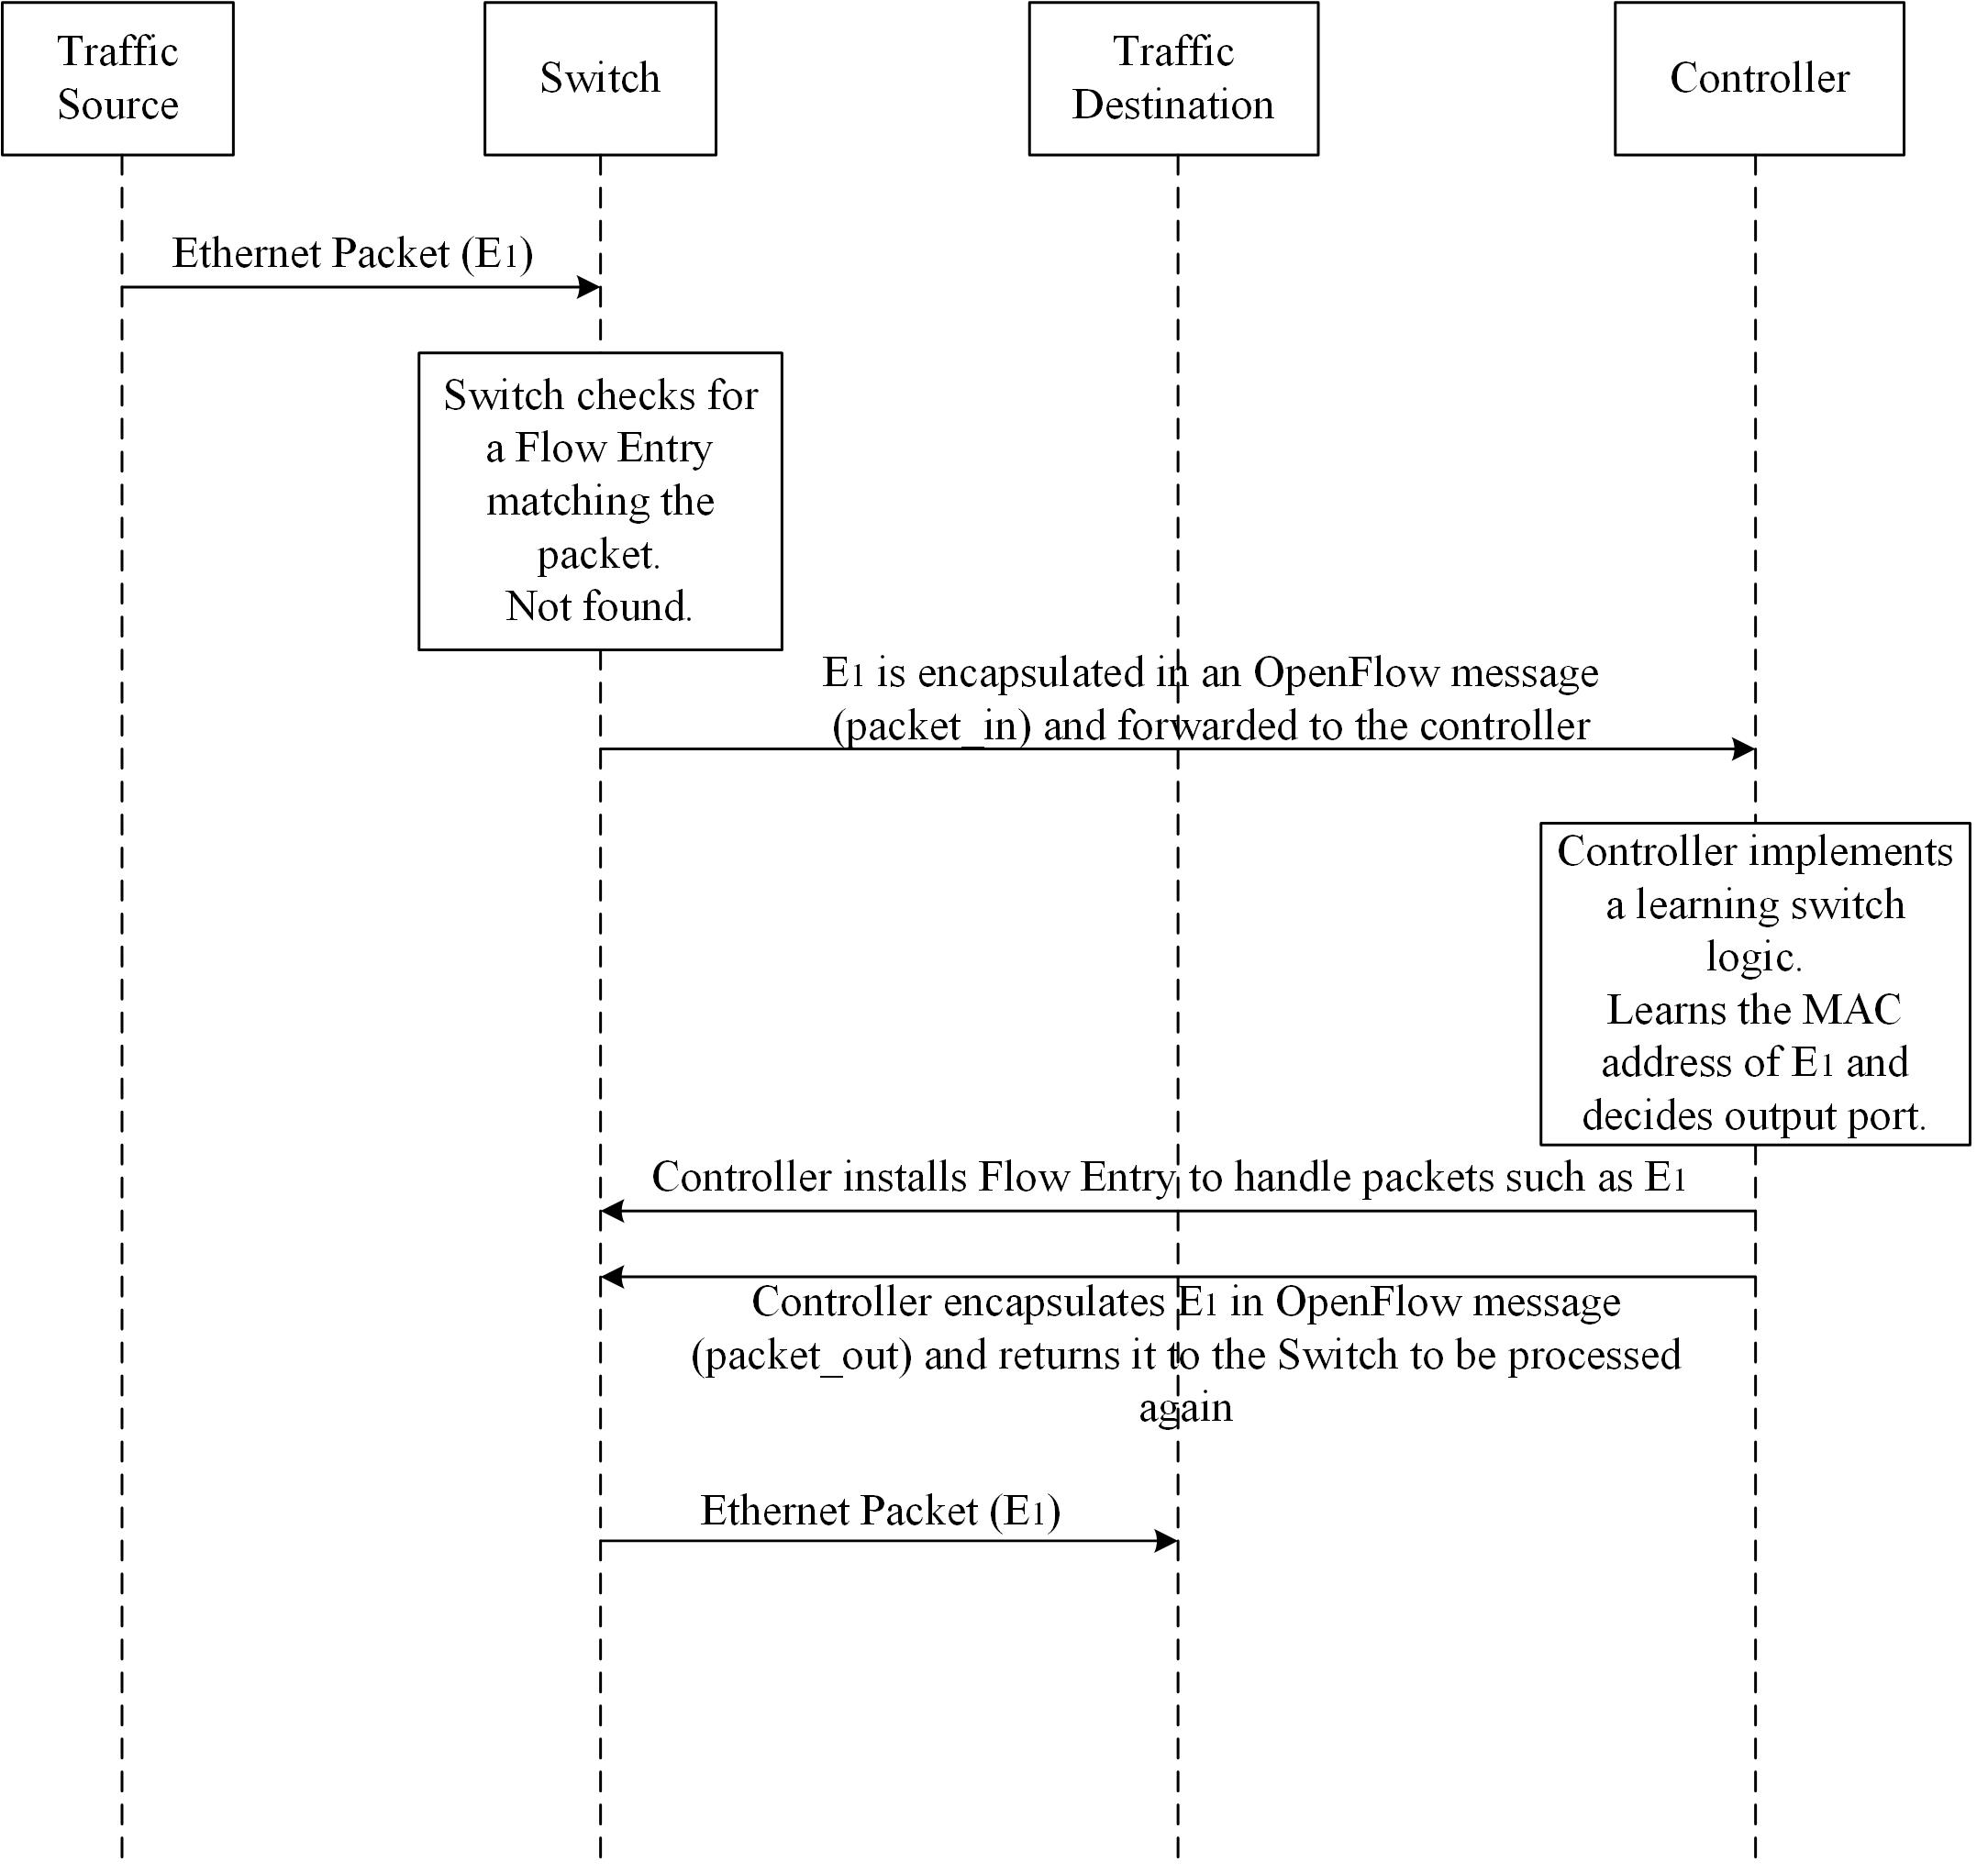 Traffic
Source
Switch
Traffic
Destination
Controller
Ethernet Packet (E1)
Switch checks for
a Flow Entry
matching the
packet.
Not found.
E1 is encapsulated in an OpenFlow message
(packet_in) and forwarded to the controller
Controller implements
a learning switch
logic.
Learns the MAC
address of E1 and
decides output port.
Controller installs Flow Entry to handle packets such as E1
Controller encapsulates E1 in OpenFlow message
(packet_out) and returns it to the Switch to be processed
again
Ethernet Packet (E1)